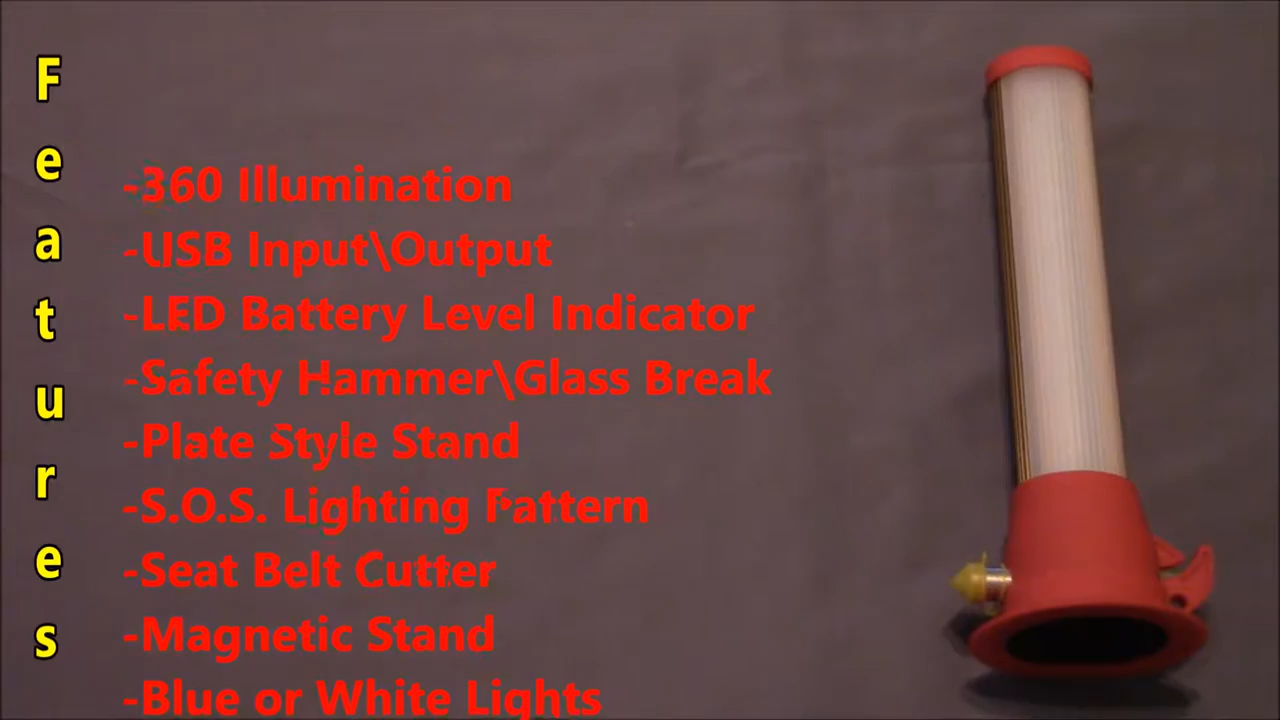 Features
-360 Illumination
-USB Input\Output
-LED Battery Level Indicator
-Safety Hammer\Glass Break
-Plate Style Stand
-S.O.S. Lighting Pattern
-Seat Belt Cutter
-Magnetic Stand
-Blue or White Lights